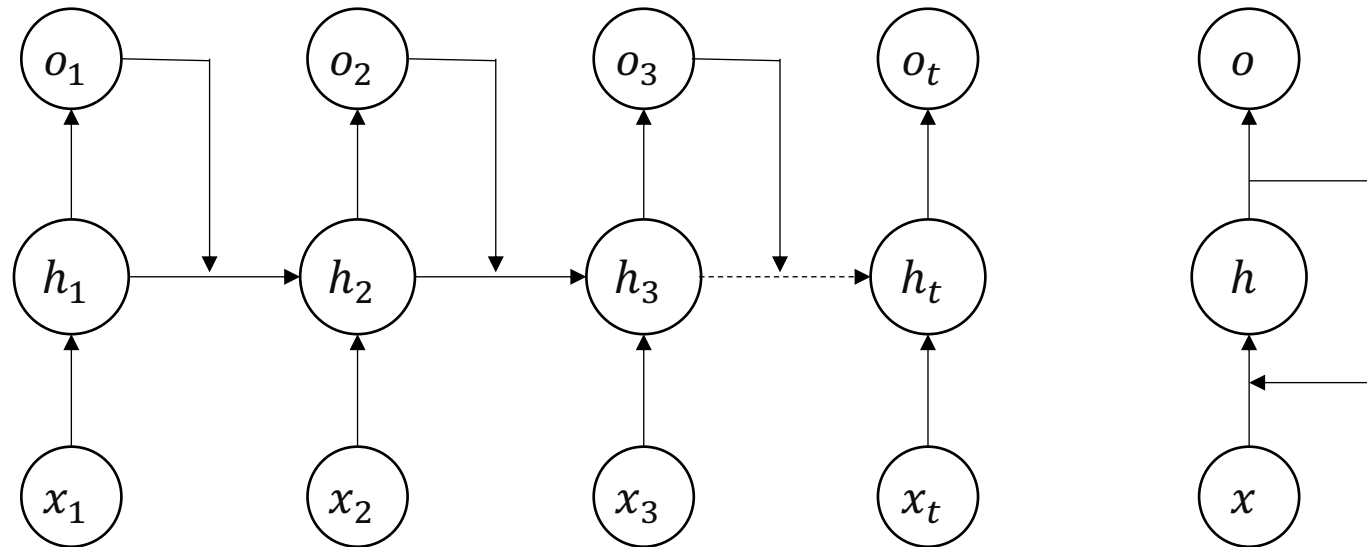 o₁ o₂ o₃ oₜ o
h₁ h₂ h₃ hₜ h
x₁ x₂ x₃ xₜ x